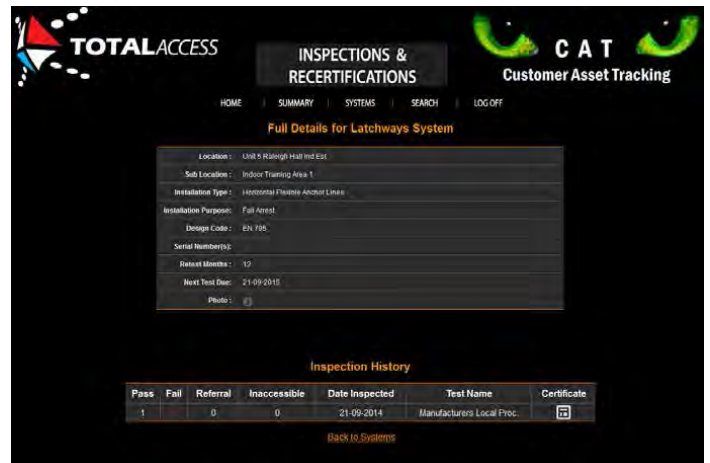 TOTALACCESS
INSPECTIONS &
RECERTIFICATIONS
CAT
Customer Asset Tracking
HOME | SUMMARY | SYSTEMS | SEARCH | LOG OFF
Full Details for Latchways System
Location : Unit 5 Raleigh Hall Ind Est
Sub Location : Indoor Training Area 1
Installation Type : Horizontal Flexible Anchor Lines
Installation Purpose: Fall Arrest
Design Code : EN 795
Serial Number(s):
Retest Months : 12
Next Test Due: 21-09-2015
Photo :
Inspection History
Pass Fail Referral Inaccessible Date Inspected Test Name Certificate
1 0 0 21-09-2014 Manufacturers Local Proc.
Back to Systems